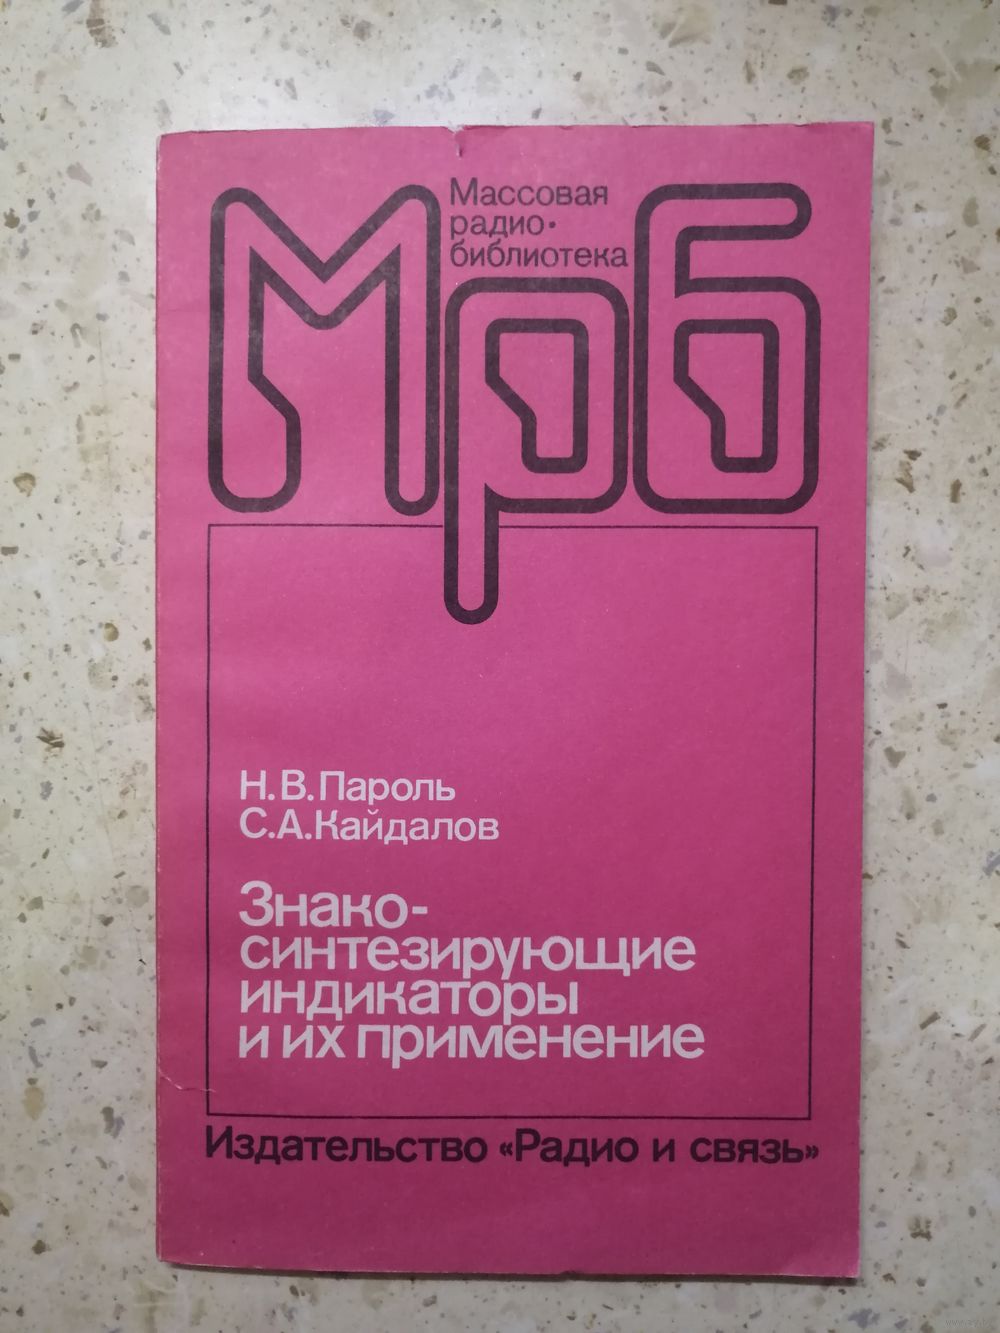 Массовая
радио-
библиотека
Мрб
Н.В.Пароль
С.А.Кайдалов
Знако-
синтезирующие
индикаторы
и их применение
Издательство «Радио и связь»